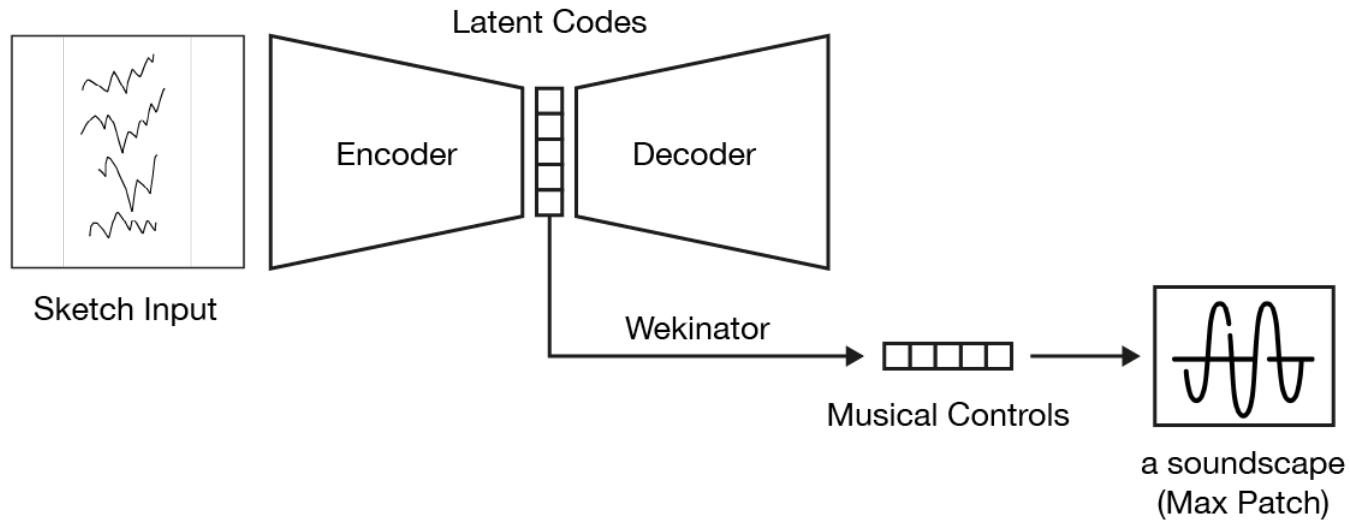 Latent Codes
Encoder
Decoder
Sketch Input
Wekinator
Musical Controls
a soundscape
(Max Patch)